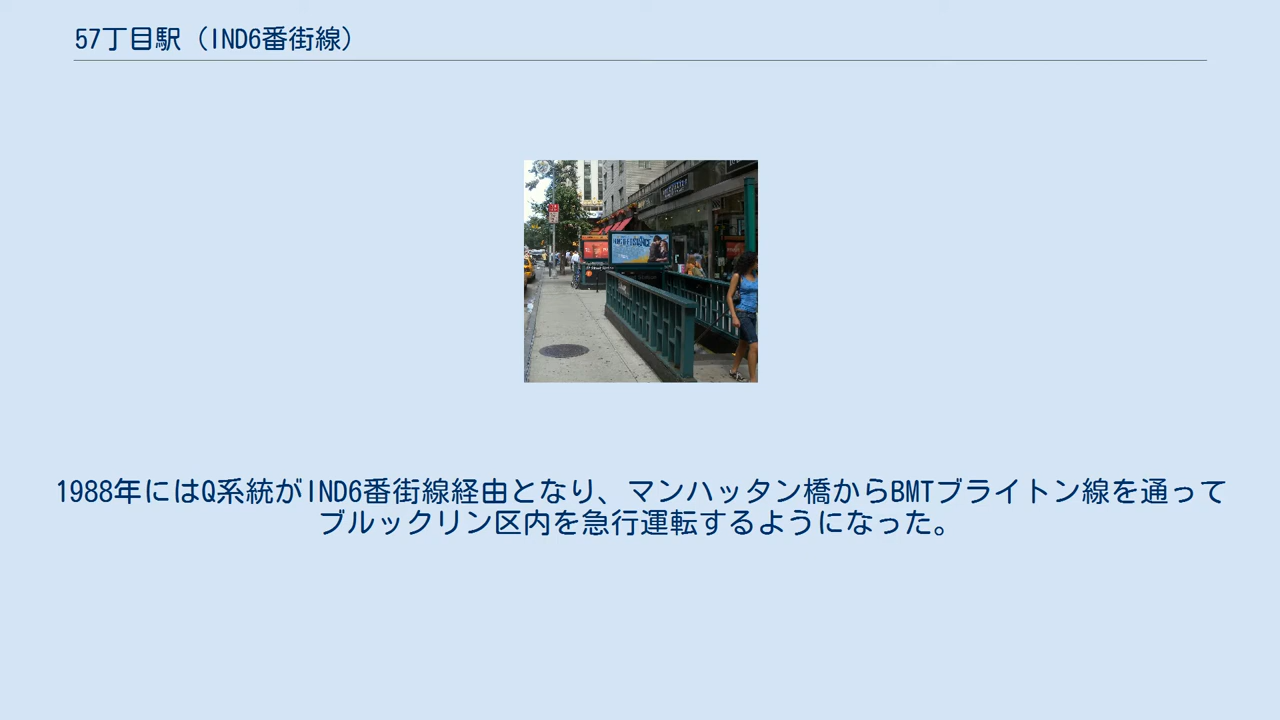 57丁目駅（IND6番街線）
1988年にはQ系統がIND6番街線経由となり、マンハッタン橋からBMTブライトン線を通って
ブルックリン区内を急行運転するようになった。